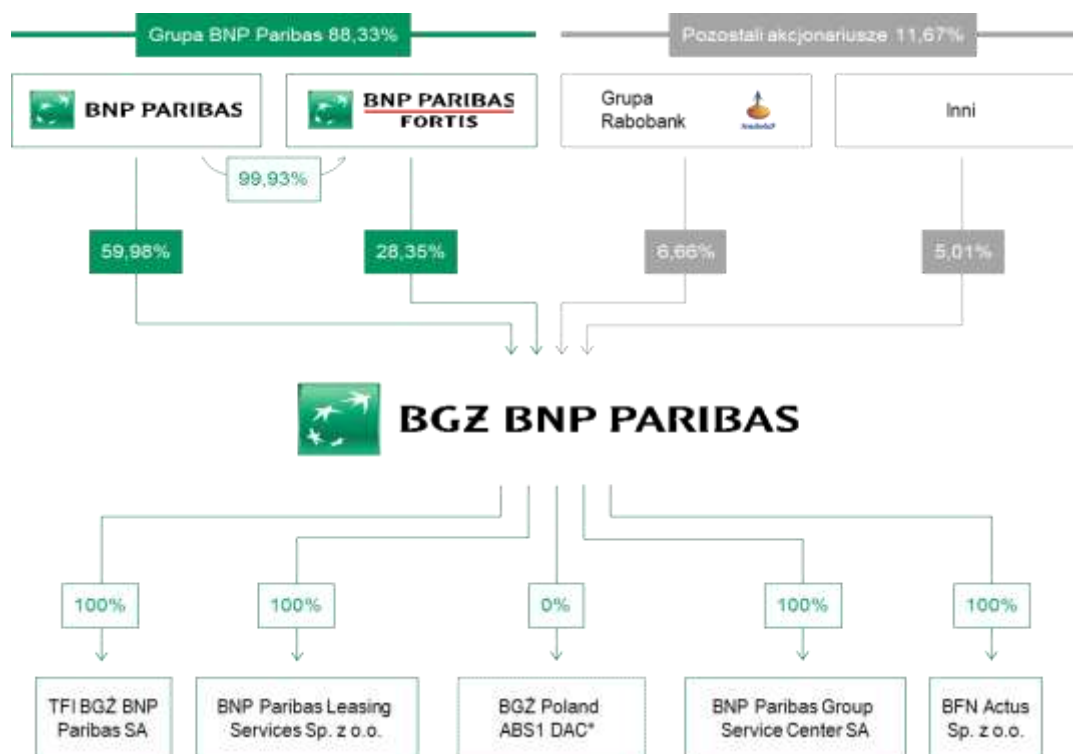 Grupa BNP Paribas 88,33%
Pozostali akcjonariusze 11,67%
BNP PARIBAS
BNP PARIBAS
FORTIS
Grupa
Rabobank
Inni
99,93%
59,98%
28,35%
6,66%
5,01%
BGŻ BNP PARIBAS
100%
100%
0%
100%
100%
TFI BGŻ BNP
Paribas SA
BNP Paribas Leasing
Services Sp. z o.o.
BGŻ Poland
ABS1 DAC*
BNP Paribas Group
Service Center SA
BFN Actus
Sp. z o.o.